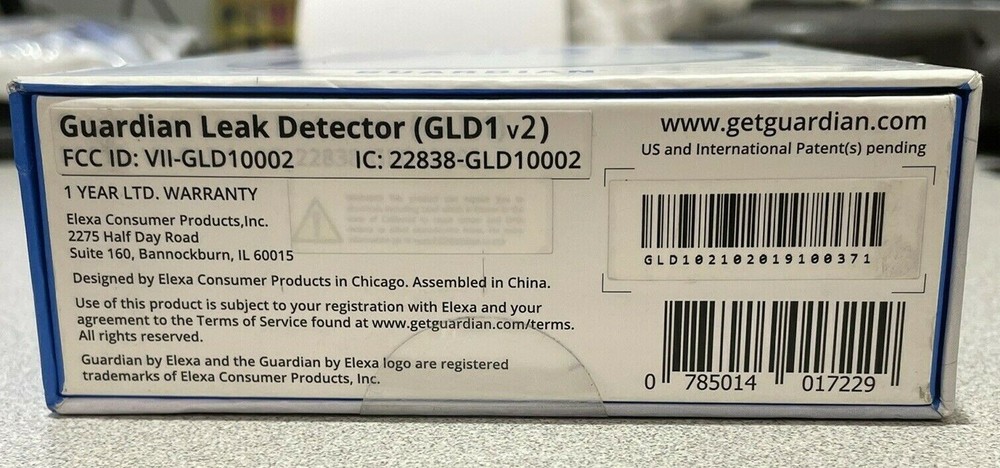 GUARDIAN
Guardian Leak Detector (GLD1 v2)
FCC ID: VII-GLD10002 IC: 22838-GLD10002
1 YEAR LTD. WARRANTY
Elexa Consumer Products,Inc.
2275 Half Day Road
Suite 160, Bannockburn, IL 60015
Designed by Elexa Consumer Products in Chicago. Assembled in China.
Use of this product is subject to your registration with Elexa and your
agreement to the Terms of Service found at www.getguardian.com/terms.
All rights reserved.
Guardian by Elexa and the Guardian by Elexa logo are registered
trademarks of Elexa Consumer Products, Inc.
www.getguardian.com
US and International Patent(s) pending
GLD102102019100371
0 785014 017229